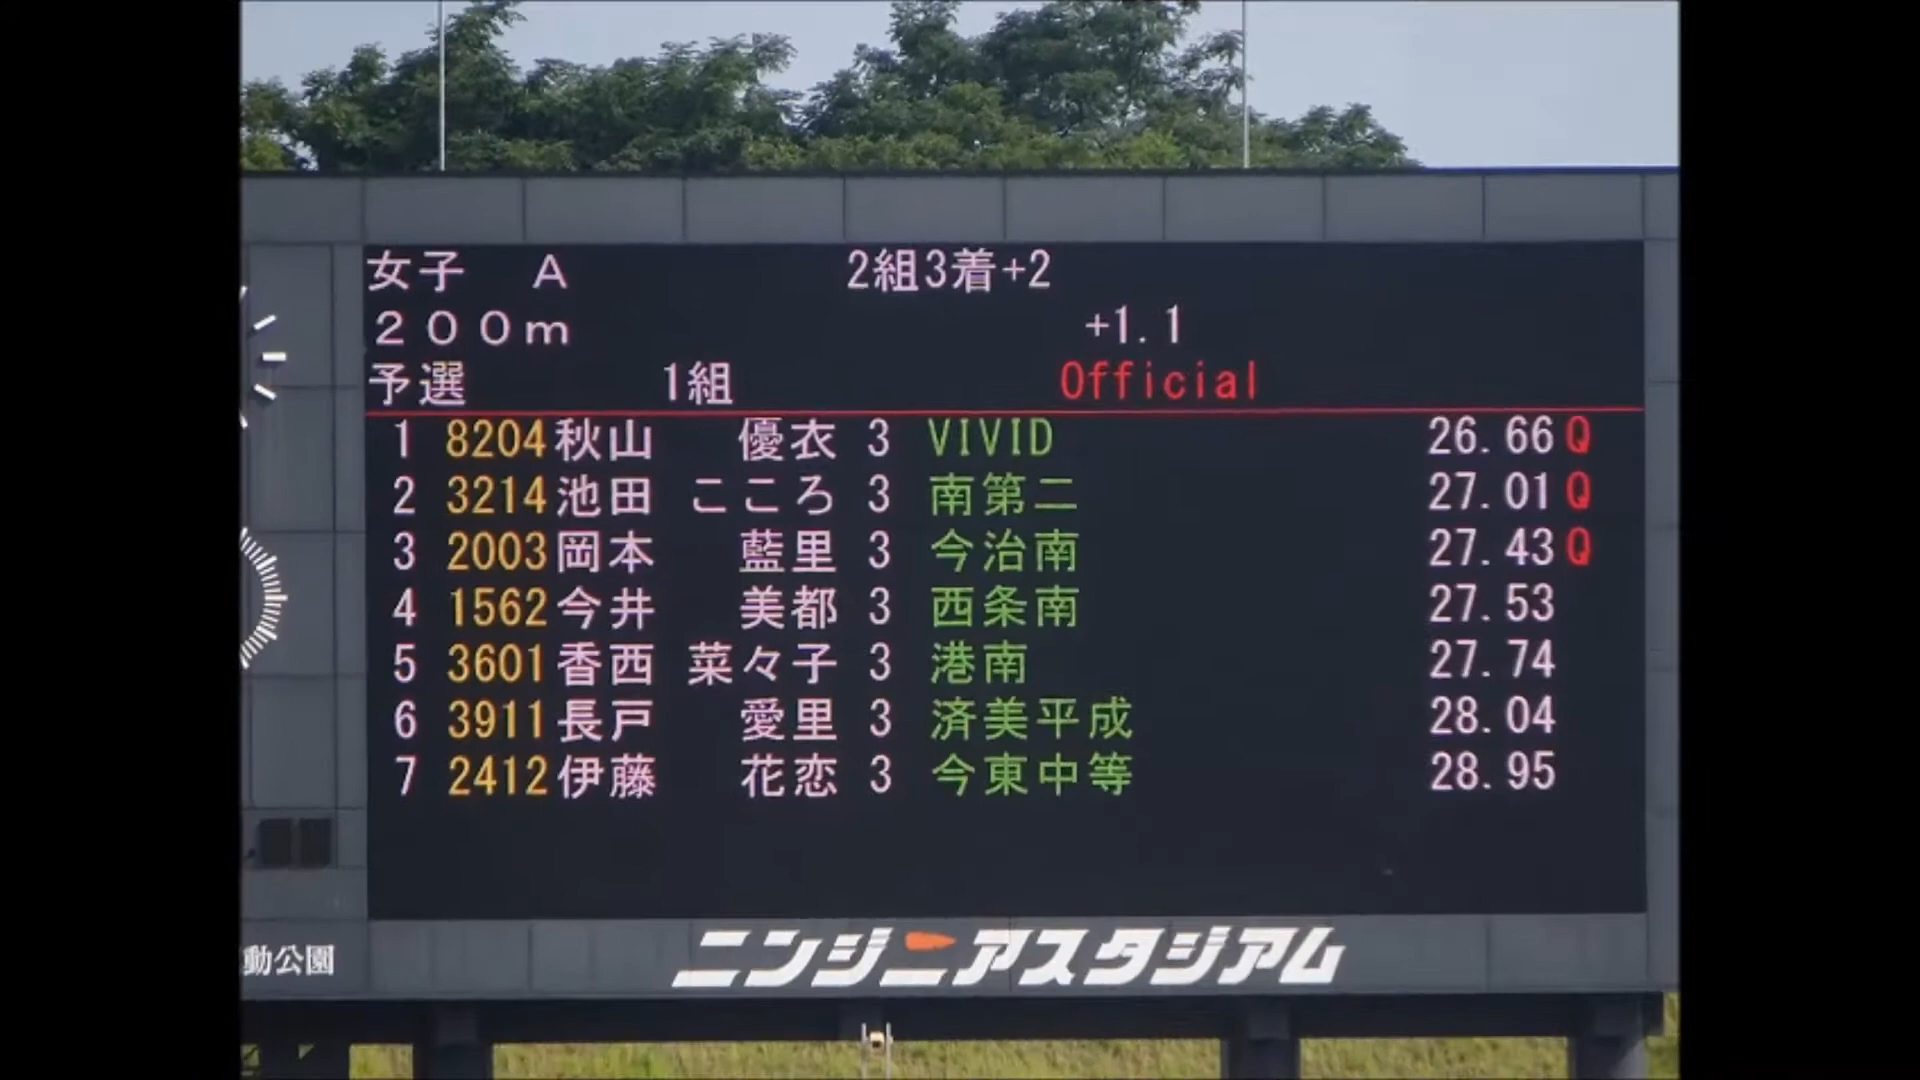 女子 A 2組3着+2
200m +1.1
予選 1組 Official
1 8204 秋山 優衣 3 VIVID 26.66 Q
2 3214 池田 こころ 3 南第二 27.01 Q
3 2003 岡本 藍里 3 今治南 27.43 Q
4 1562 今井 美都 3 西条南 27.53
5 3601 香西 菜々子 3 港南 27.74
6 3911 長戸 愛里 3 済美平成 28.04
7 2412 伊藤 花恋 3 今東中等 28.95
動公園 ニンジニアスタジアム